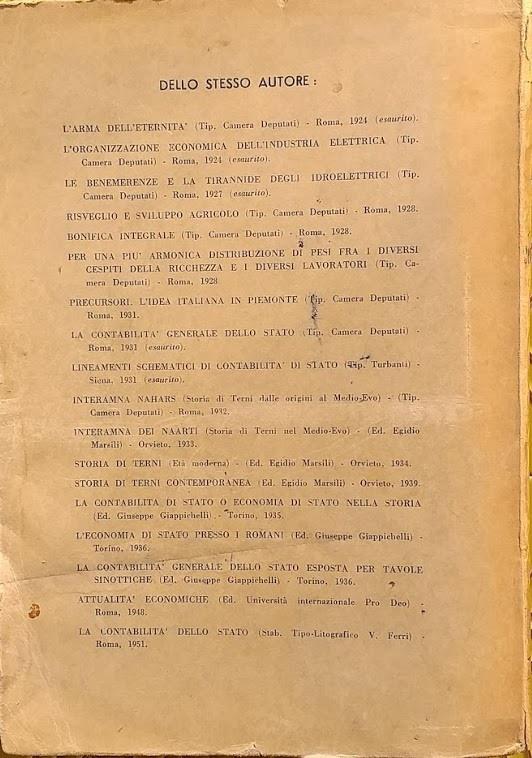 DELLO STESSO AUTORE :
L'ARMA DELL'ETERNITA' (Tip. Camera Deputati) - Roma, 1924 (esaurito).
L'ORGANIZZAZIONE ECONOMICA DELL'INDUSTRIA ELETTRICA (Tip.
Camera Deputati) - Roma, 1924 (esaurito).
LE BENEMERENZE E LA TIRANNIDE DEGLI IDROELETTRICI (Tip.
Camera Deputati) - Roma, 1927 (esaurito).
RISVEGLIO E SVILUPPO AGRICOLO (Tip. Camera Deputati) - Roma, 1928.
BONIFICA INTEGRALE (Tip. Camera Deputati) - Roma, 1928.
PER UNA PIU' ARMONICA DISTRIBUZIONE DI PESI FRA I DIVERSI
CESPITI DELLA RICCHEZZA E I DIVERSI LAVORATORI (Tip. Ca-
mera Deputati) - Roma, 1928
PRECURSORI. L'IDEA ITALIANA IN PIEMONTE (Tip. Camera Deputati) -
Roma, 1931.
LA CONTABILITA' GENERALE DELLO STATO (Tip. Camera Deputati) -
Roma, 1931 (esaurito).
LINEAMENTI SCHEMATICI DI CONTABILITA' DI STATO (Tip. Turbanti) -
Siena, 1931 (esaurito).
INTERAMNA NAHARS (Storia di Terni dalle origini al Medio-Evo) - (Tip.
Camera Deputati) - Roma, 1932.
INTERAMNA DEI NAARTI (Storia di Terni nel Medio-Evo) - (Ed. Egidio
Marsili) - Orvieto, 1933.
STORIA DI TERNI (Età moderna) - (Ed. Egidio Marsili) - Orvieto, 1934.
STORIA DI TERNI CONTEMPORANEA (Ed. Egidio Marsili) - Orvieto, 1939.
LA CONTABILITA DI STATO O ECONOMIA DI STATO NELLA STORIA
(Ed. Giuseppe Giappichelli) - Torino, 1935.
L'ECONOMIA DI STATO PRESSO I ROMANI (Ed. Giuseppe Giappichelli) -
Torino, 1936.
LA CONTABILITA' GENERALE DELLO STATO ESPOSTA PER TAVOLE
SINOTTICHE (Ed. Giuseppe Giappichelli) - Torino, 1936.
ATTUALITA' ECONOMICHE (Ed. Università internazionale Pro Deo) -
Roma, 1948.
LA CONTABILITA' DELLO STATO (Stab. Tipo-Litografico V. Ferri) -
Roma, 1951.